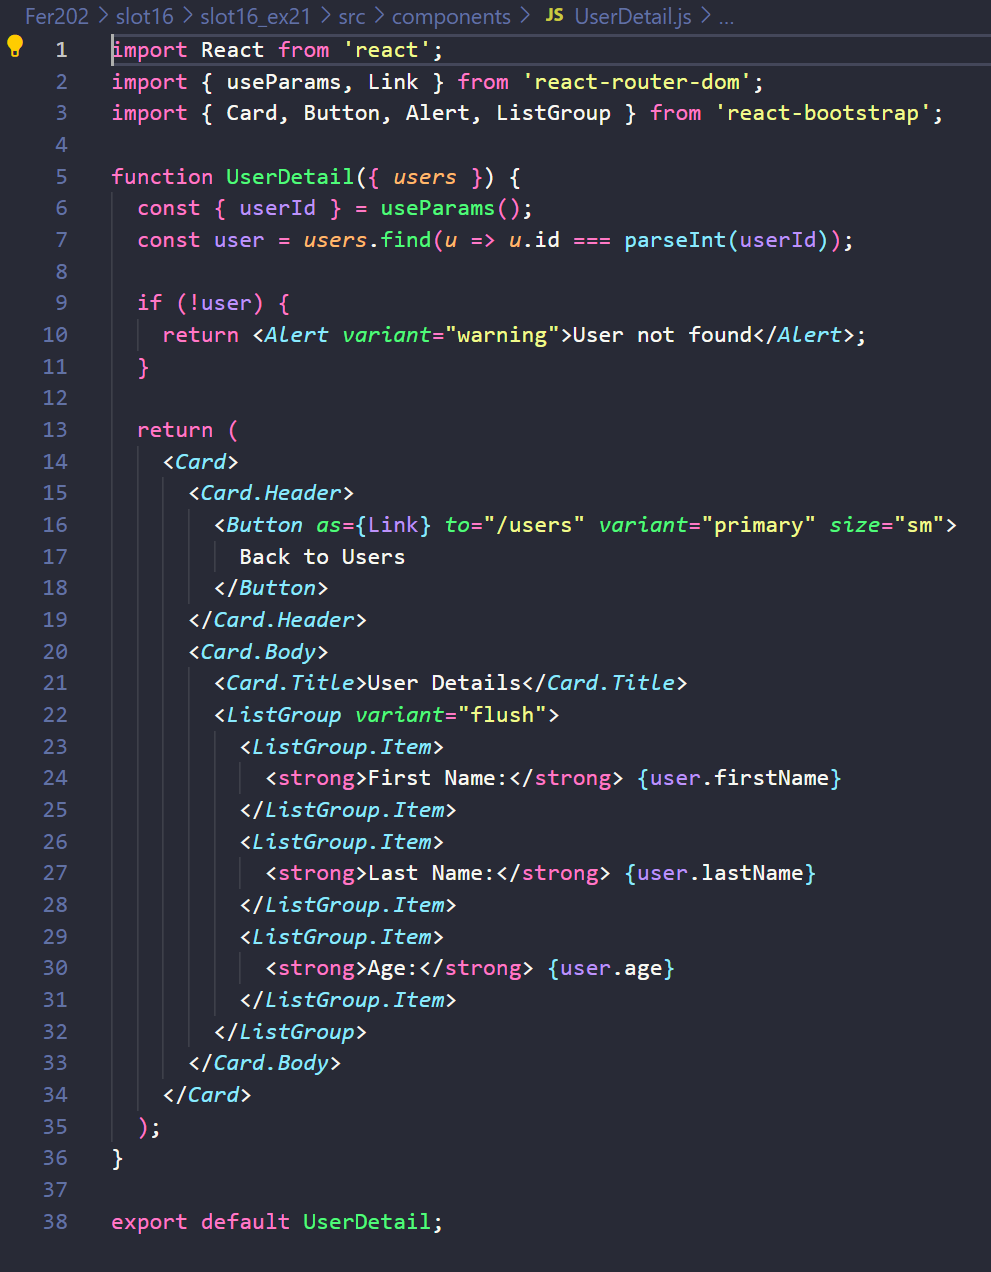 Fer202 > slot16 > slot16_ex21 > src > components > JS UserDetail.js > ...
1 import React from 'react';
2 import { useParams, Link } from 'react-router-dom';
3 import { Card, Button, Alert, ListGroup } from 'react-bootstrap';
4
5 function UserDetail({ users }) {
6   const { userId } = useParams();
7   const user = users.find(u => u.id === parseInt(userId));
8
9   if (!user) {
10     return <Alert variant="warning">User not found</Alert>;
11   }
12
13   return (
14     <Card>
15       <Card.Header>
16         <Button as={Link} to="/users" variant="primary" size="sm">
17           Back to Users
18         </Button>
19       </Card.Header>
20       <Card.Body>
21         <Card.Title>User Details</Card.Title>
22         <ListGroup variant="flush">
23           <ListGroup.Item>
24             <strong>First Name:</strong> {user.firstName}
25           </ListGroup.Item>
26           <ListGroup.Item>
27             <strong>Last Name:</strong> {user.lastName}
28           </ListGroup.Item>
29           <ListGroup.Item>
30             <strong>Age:</strong> {user.age}
31           </ListGroup.Item>
32         </ListGroup>
33       </Card.Body>
34     </Card>
35   );
36 }
37
38 export default UserDetail;